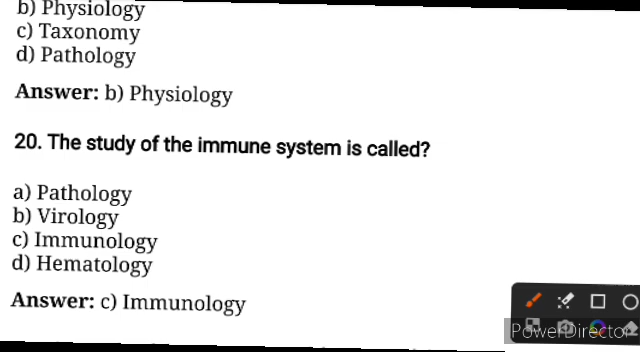 b) Physiology
c) Taxonomy
d) Pathology
Answer: b) Physiology
20. The study of the immune system is called?
a) Pathology
b) Virology
c) Immunology
d) Hematology
Answer: c) Immunology
PowerDirector